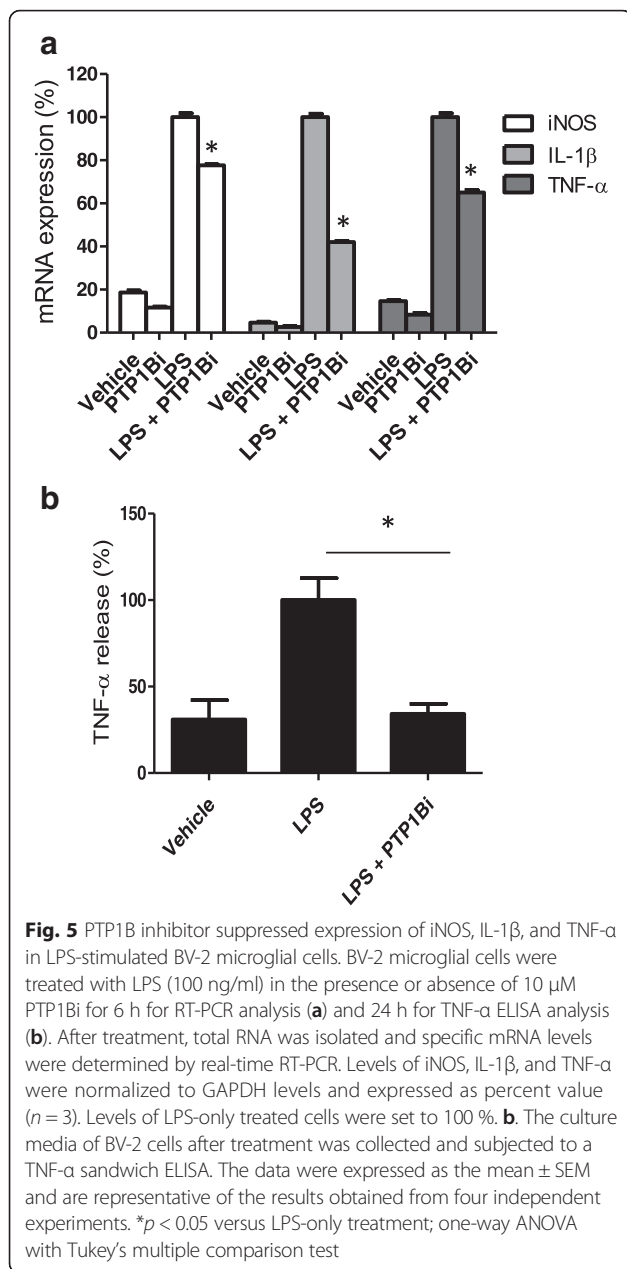 a
mRNA expression (%)
120
100
80
60
40
20
0
*
*
*
iNOS
IL-1β
TNF-α
Vehicle
PTP1Bi
LPS
LPS + PTP1Bi
Vehicle
PTP1Bi
LPS
LPS + PTP1Bi
Vehicle
PTP1Bi
LPS
LPS + PTP1Bi
b
TNF-α release (%)
150
100
50
0
*
Vehicle
LPS
LPS + PTP1Bi
Fig. 5 PTP1B inhibitor suppressed expression of iNOS, IL-1β, and TNF-α
in LPS-stimulated BV-2 microglial cells. BV-2 microglial cells were
treated with LPS (100 ng/ml) in the presence or absence of 10 μM
PTP1Bi for 6 h for RT-PCR analysis (a) and 24 h for TNF-α ELISA analysis
(b). After treatment, total RNA was isolated and specific mRNA levels
were determined by real-time RT-PCR. Levels of iNOS, IL-1β, and TNF-α
were normalized to GAPDH levels and expressed as percent value
(n = 3). Levels of LPS-only treated cells were set to 100 %. b. The culture
media of BV-2 cells after treatment was collected and subjected to a
TNF-α sandwich ELISA. The data were expressed as the mean ± SEM
and are representative of the results obtained from four independent
experiments. *p < 0.05 versus LPS-only treatment; one-way ANOVA
with Tukey's multiple comparison test